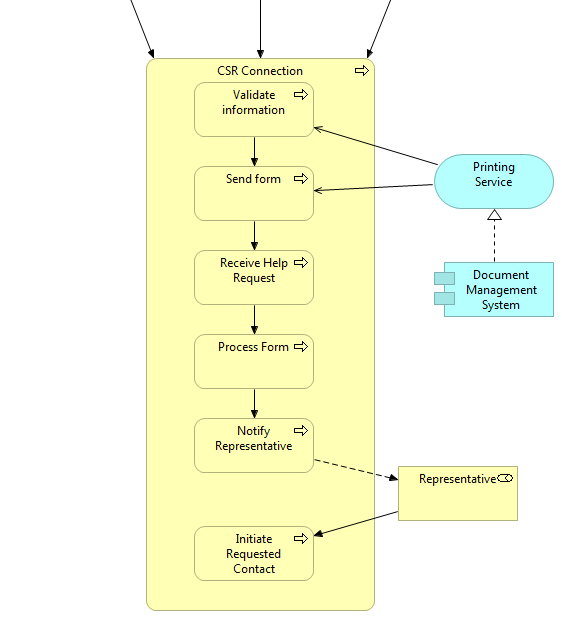 CSR Connection
Validate
information
Send form
Receive Help
Request
Process Form
Notify
Representative
Initiate
Requested
Contact
Printing
Service
Document
Management
System
Representative